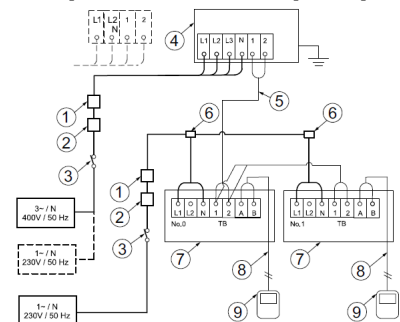 L1 L2 N 1 2
4
L1 L2 L3 N 1 2
1
2
3
5
6
6
1
2
3
3~ / N
400V / 50 Hz
1~ / N
230V / 50 Hz
1~ / N
230V / 50 Hz
L1 L2 N 1 2 A B
No,0 TB
7
8
9
L1 L2 N 1 2 A B
No,1 TB
7
8
9